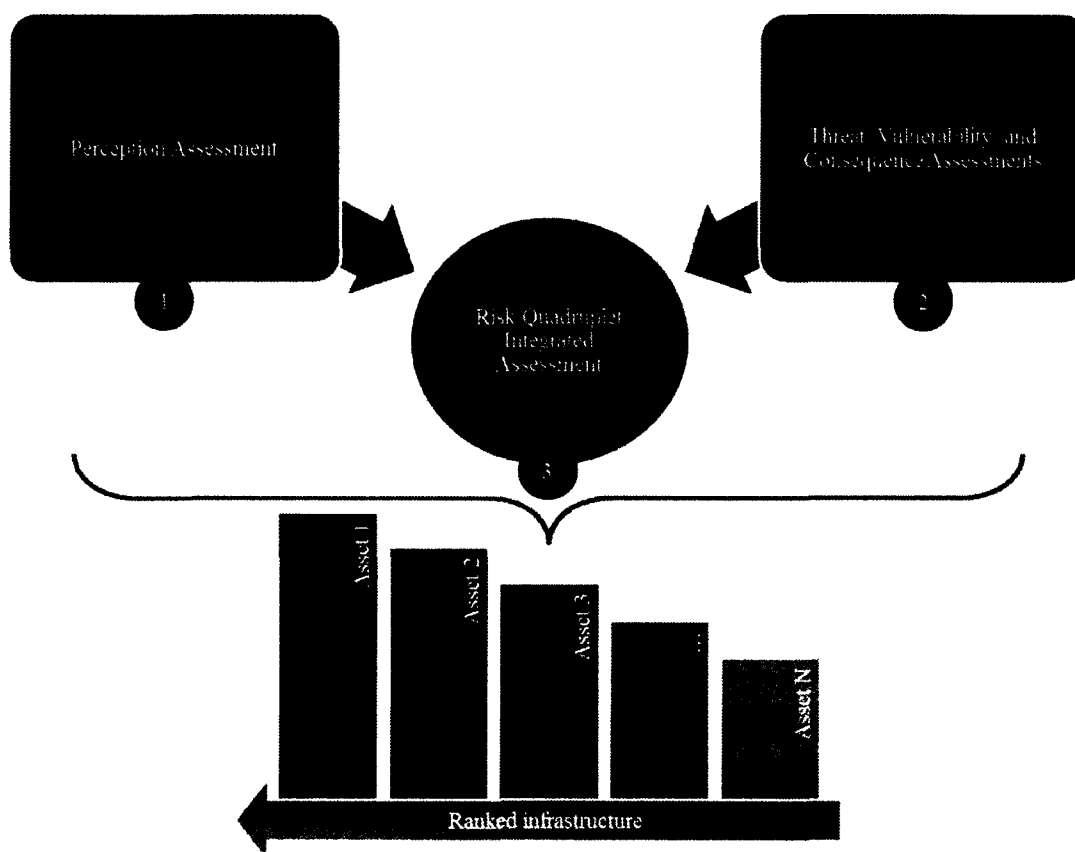 Perception Assessment
Threat, Vulnerability, and
Consequence Assessments
1
2
Risk Quadruplet
Integrated
Assessment
3
Asset 1
Asset 2
Asset 3
...
Asset N
Ranked infrastructure